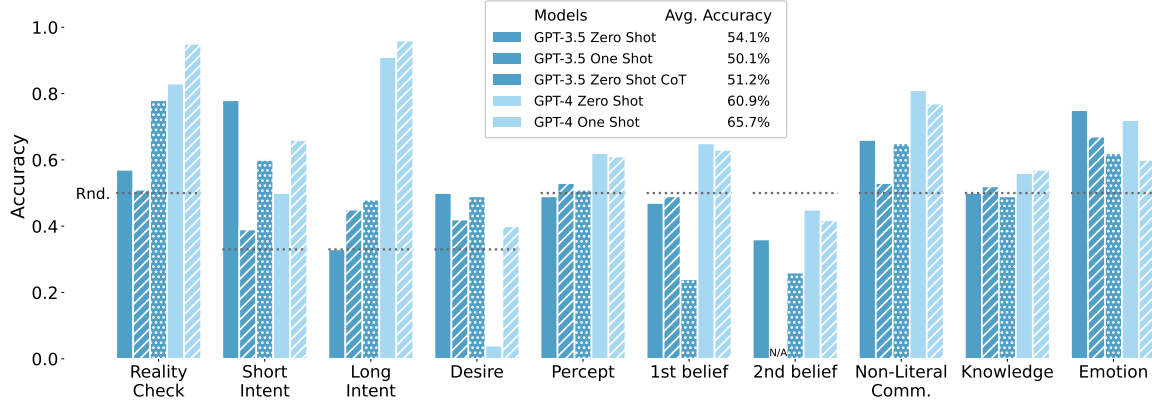 Models Avg. Accuracy
GPT-3.5 Zero Shot 54.1%
GPT-3.5 One Shot 50.1%
GPT-3.5 Zero Shot CoT 51.2%
GPT-4 Zero Shot 60.9%
GPT-4 One Shot 65.7%
Accuracy
1.0
0.8
0.6
Rnd.
0.4
0.2
0.0
N/A
Reality Check
Short Intent
Long Intent
Desire
Percept
1st belief
2nd belief
Non-Literal Comm.
Knowledge
Emotion